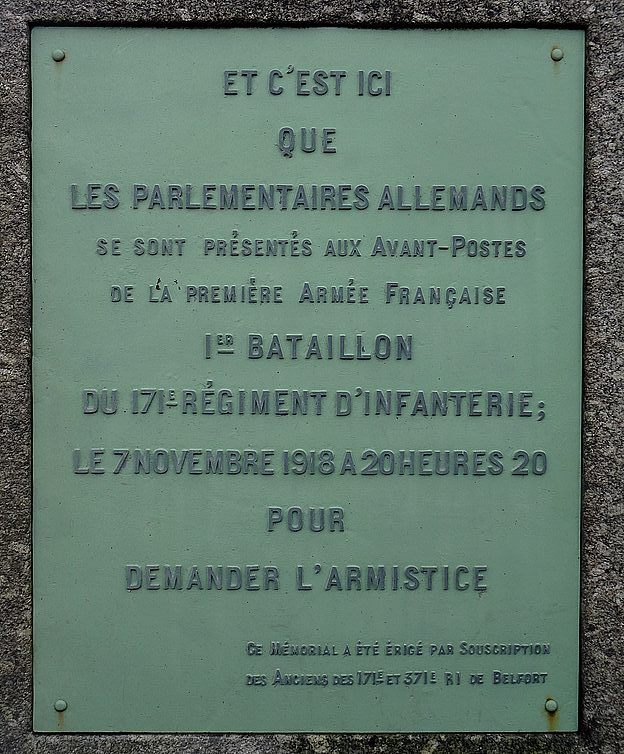 ET C'EST ICI
QUE
LES PARLEMENTAIRES ALLEMANDS
SE SONT PRÉSENTÉS AUX AVANT-POSTES
DE LA PREMIÈRE ARMÉE FRANÇAISE
1ER BATAILLON
DU 171E RÉGIMENT D'INFANTERIE;
LE 7 NOVEMBRE 1918 A 20 HEURES 20
POUR
DEMANDER L'ARMISTICE
CE MÉMORIAL A ÉTÉ ÉRIGÉ PAR SOUSCRIPTION
DES ANCIENS DES 171E ET 371E RI DE BELFORT